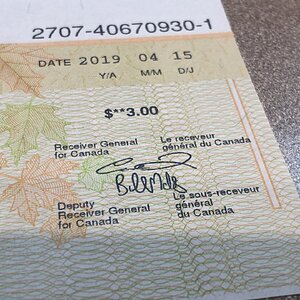 2707-40670930-1
DATE 2019 04 15
Y/A M/M D/J
$**3.00
Receiver General for Canada
Le receveur général du Canada
Deputy Receiver General for Canada
Le sous-receveur général du Canada